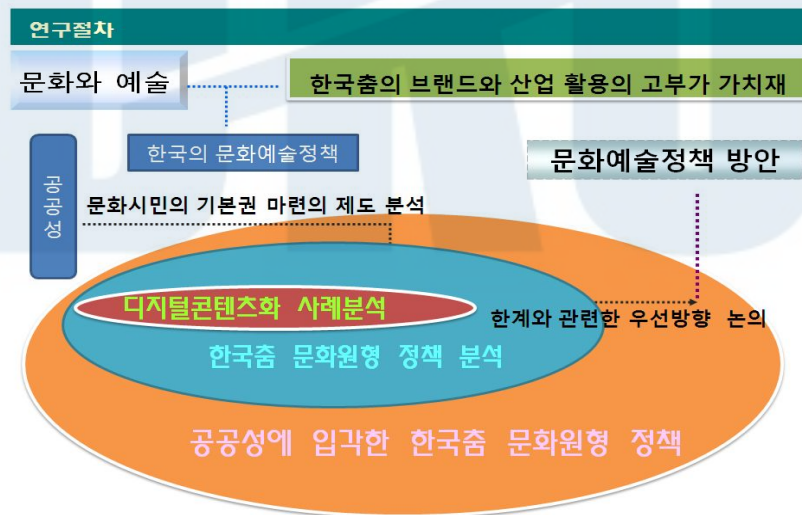 연구절차
문화와 예술
한국춤의 브랜드와 산업 활용의 고부가 가치재
한국의 문화예술정책
문화예술정책 방안
공공성
문화시민의 기본권 마련의 제도 분석
디지털콘텐츠화 사례분석
한계와 관련한 우선방향 논의
한국춤 문화원형 정책 분석
공공성에 입각한 한국춤 문화원형 정책